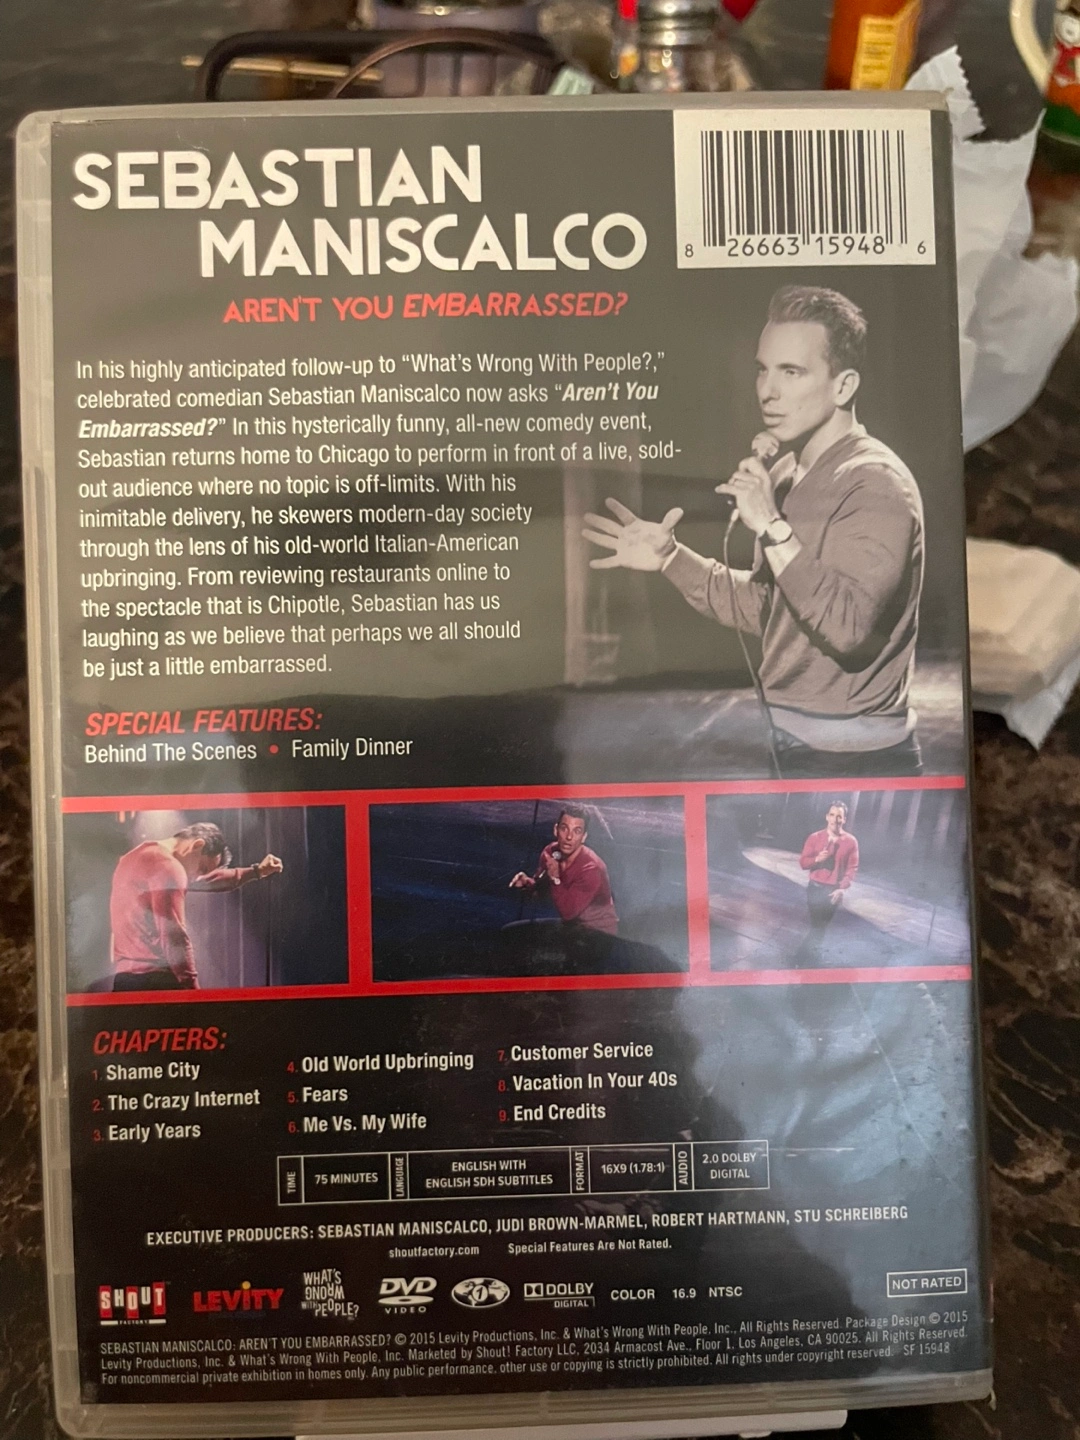 SEBASTIAN
MANISCALCO
AREN'T YOU EMBARRASSED?
8 26663 15948 6
In his highly anticipated follow-up to “What's Wrong With People?,”
celebrated comedian Sebastian Maniscalco now asks “Aren't You
Embarrassed?” In this hysterically funny, all-new comedy event,
Sebastian returns home to Chicago to perform in front of a live, sold-
out audience where no topic is off-limits. With his
inimitable delivery, he skewers modern-day society
through the lens of his old-world Italian-American
upbringing. From reviewing restaurants online to
the spectacle that is Chipotle, Sebastian has us
laughing as we believe that perhaps we all should
be just a little embarrassed.
SPECIAL FEATURES:
Behind The Scenes • Family Dinner
CHAPTERS:
1. Shame City
2. The Crazy Internet
3. Early Years
4. Old World Upbringing
5. Fears
6. Me Vs. My Wife
7. Customer Service
8. Vacation In Your 40s
9. End Credits
TIME 75 MINUTES
LANGUAGE ENGLISH WITH
ENGLISH SDH SUBTITLES
FORMAT 16X9 (1.78:1)
AUDIO 2.0 DOLBY
DIGITAL
EXECUTIVE PRODUCERS: SEBASTIAN MANISCALCO, JUDI BROWN-MARMEL, ROBERT HARTMANN, STU SCHREIBERG
shoutfactory.com Special Features Are Not Rated.
SHOUT
FACTORY
LEVITY
WHAT'S
WRONG
WITH PEOPLE?
DVD
VIDEO
1
DOLBY
DIGITAL
COLOR 16.9 NTSC
NOT RATED
SEBASTIAN MANISCALCO: AREN'T YOU EMBARRASSED? © 2015 Levity Productions, Inc. & What's Wrong With People, Inc., All Rights Reserved. Package Design © 2015
Levity Productions, Inc. & What's Wrong With People, Inc. Marketed by Shout! Factory LLC, 2034 Armacost Ave., Floor 1, Los Angeles, CA 90025. All Rights Reserved.
For noncommercial private exhibition in homes only. Any public performance, other use or copying is strictly prohibited. All rights under copyright reserved. SF 15948